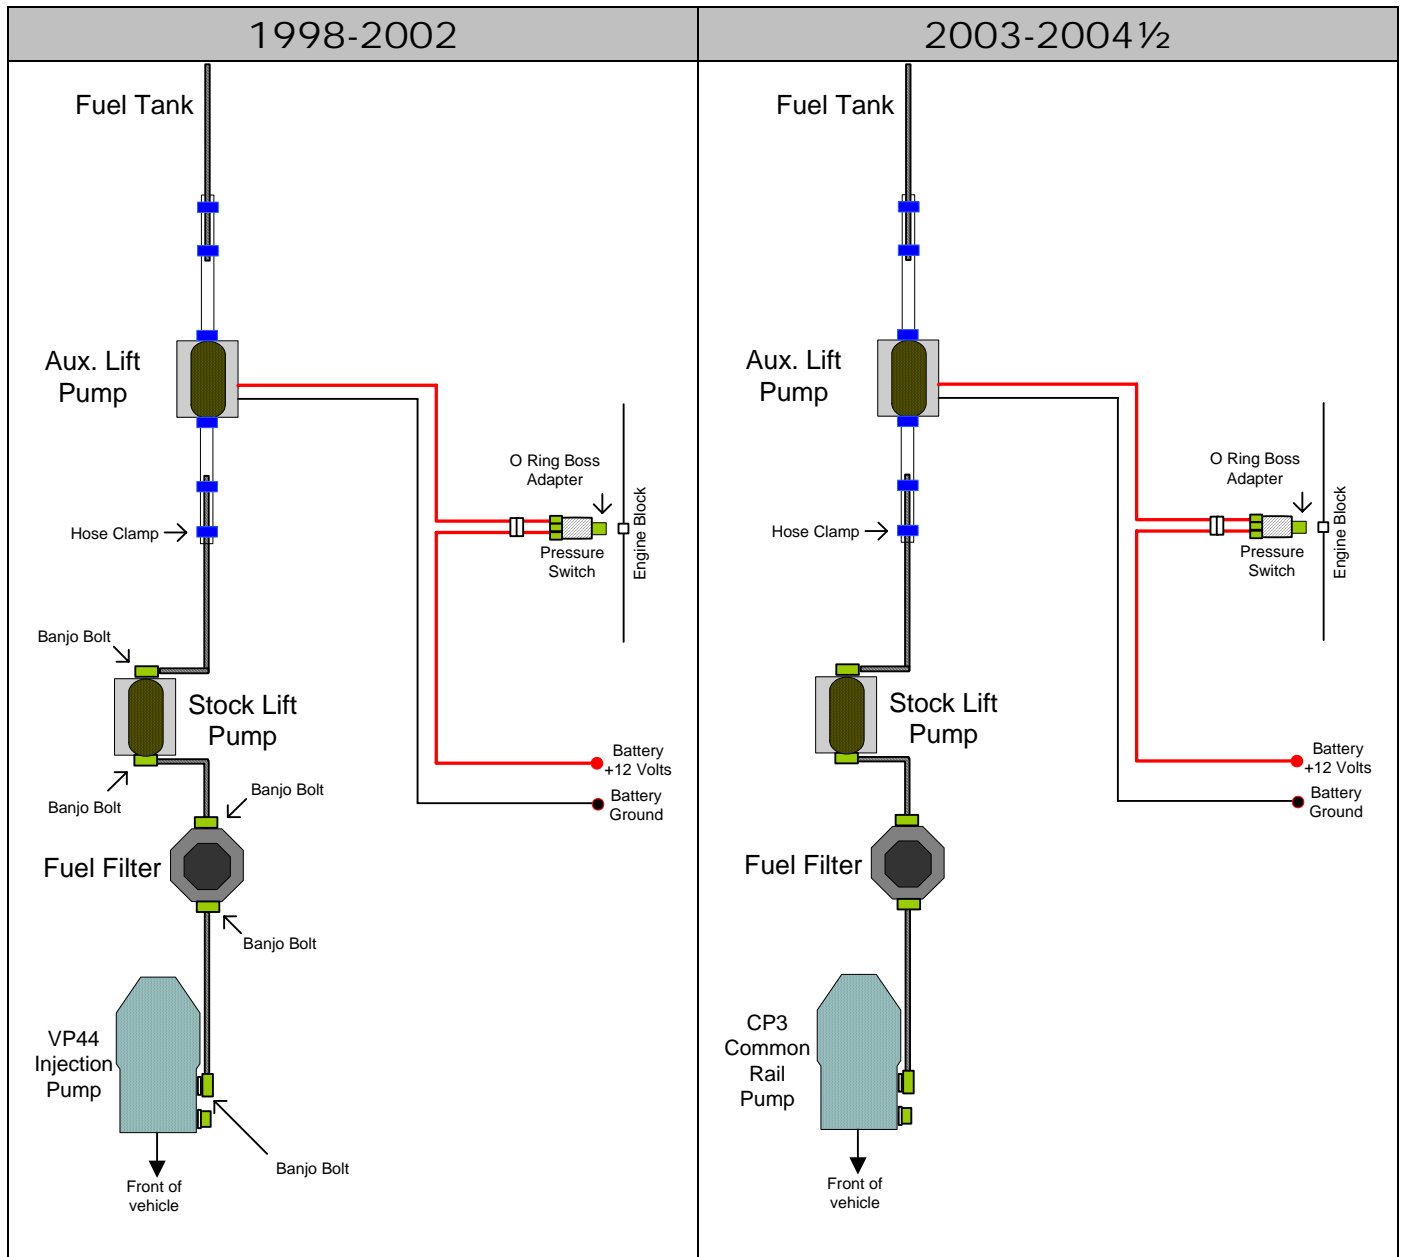 1998-2002
Fuel Tank
Aux. Lift
Pump
O Ring Boss
Adapter
Hose Clamp
Pressure
Switch
Engine Block
Banjo Bolt
Stock Lift
Pump
Banjo Bolt
Battery
+12 Volts
Battery
Ground
Banjo Bolt
Fuel Filter
Banjo Bolt
VP44
Injection
Pump
Banjo Bolt
Front of
vehicle
2003-2004½
Fuel Tank
Aux. Lift
Pump
O Ring Boss
Adapter
Hose Clamp
Pressure
Switch
Engine Block
Stock Lift
Pump
Battery
+12 Volts
Battery
Ground
Fuel Filter
CP3
Common
Rail
Pump
Front of
vehicle